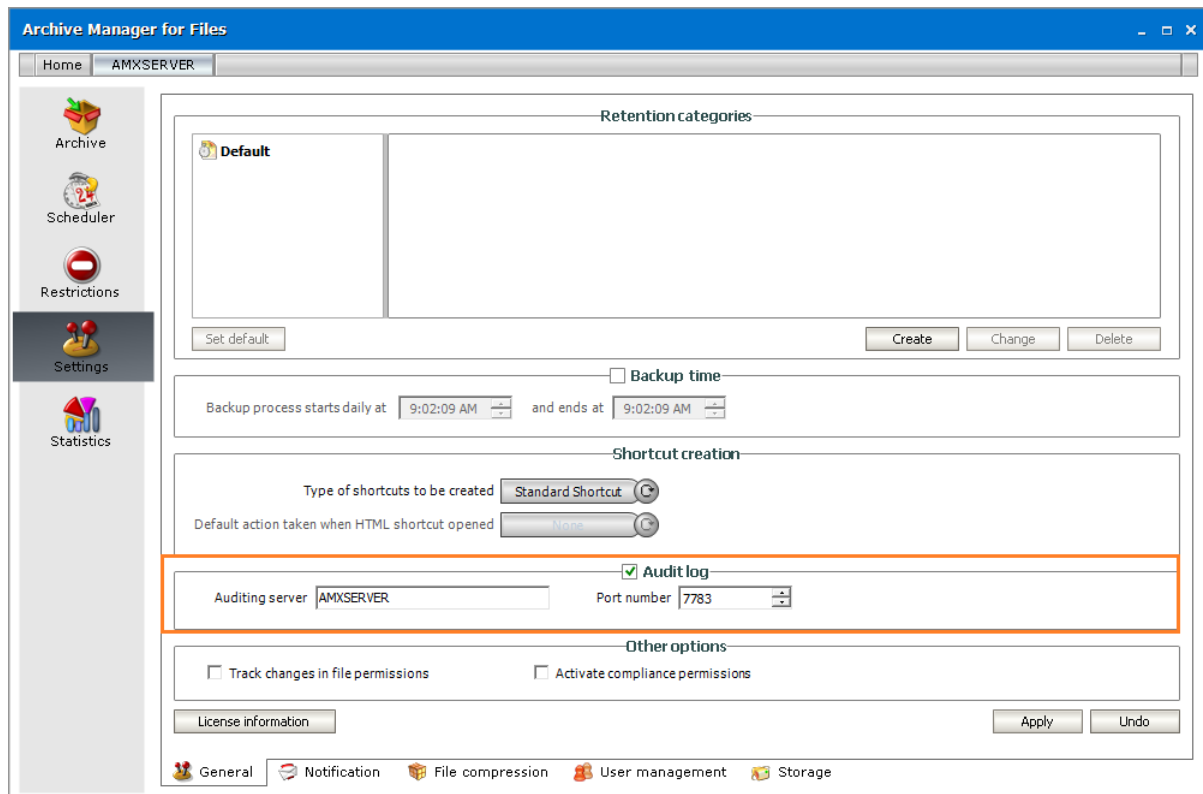 Archive Manager for Files
Home AMXSERVER
Archive
Scheduler
Restrictions
Settings
Statistics
Retention categories
Default
Set default Create Change Delete
Backup time
Backup process starts daily at 9:02:09 AM and ends at 9:02:09 AM
Shortcut creation
Type of shortcuts to be created Standard Shortcut
Default action taken when HTML shortcut opened None
Audit log
Auditing server AMXSERVER Port number 7783
Other options
Track changes in file permissions Activate compliance permissions
License information Apply Undo
General Notification File compression User management Storage